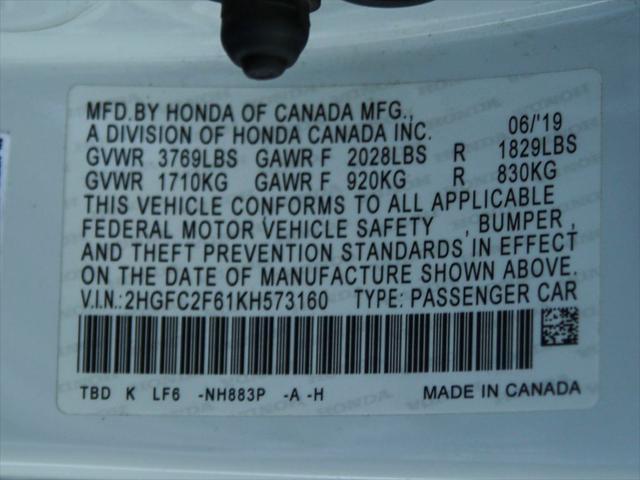 MFD.BY HONDA OF CANADA MFG.,
A DIVISION OF HONDA CANADA INC. 06/'19
GVWR 3769LBS GAWR F 2028LBS R 1829LBS
GVWR 1710KG GAWR F 920KG R 830KG
THIS VEHICLE CONFORMS TO ALL APPLICABLE
FEDERAL MOTOR VEHICLE SAFETY , BUMPER ,
AND THEFT PREVENTION STANDARDS IN EFFECT
ON THE DATE OF MANUFACTURE SHOWN ABOVE.
V.I.N.:2HGFC2F61KH573160 TYPE: PASSENGER CAR
TBD K LF6 -NH883P -A -H MADE IN CANADA